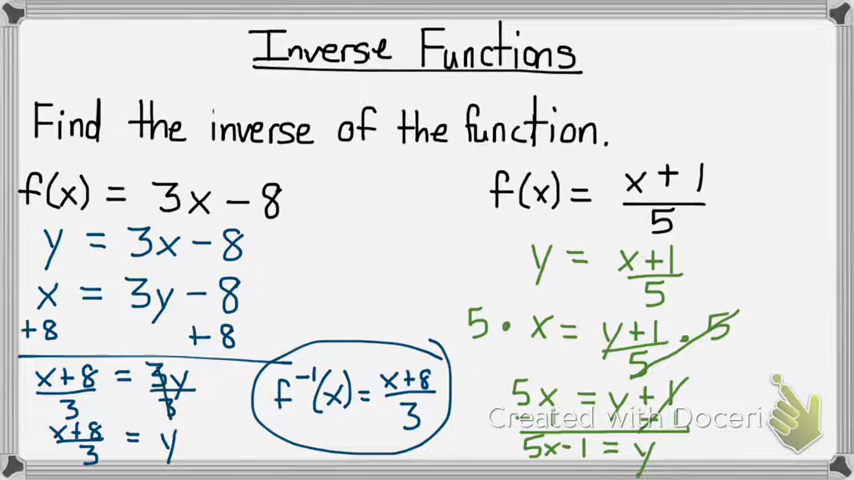 Inverse Functions
Find the inverse of the function.
f(x) = 3x - 8
y = 3x - 8
x = 3y - 8
+8 +8
x+8/3 = 3y/3
x+8/3 = y
f⁻¹(x) = x+8/3
f(x) = x+1/5
y = x+1/5
5 · x = y+1/5 · 5
5x = y+1
5x-1 = y
Created with Doceri